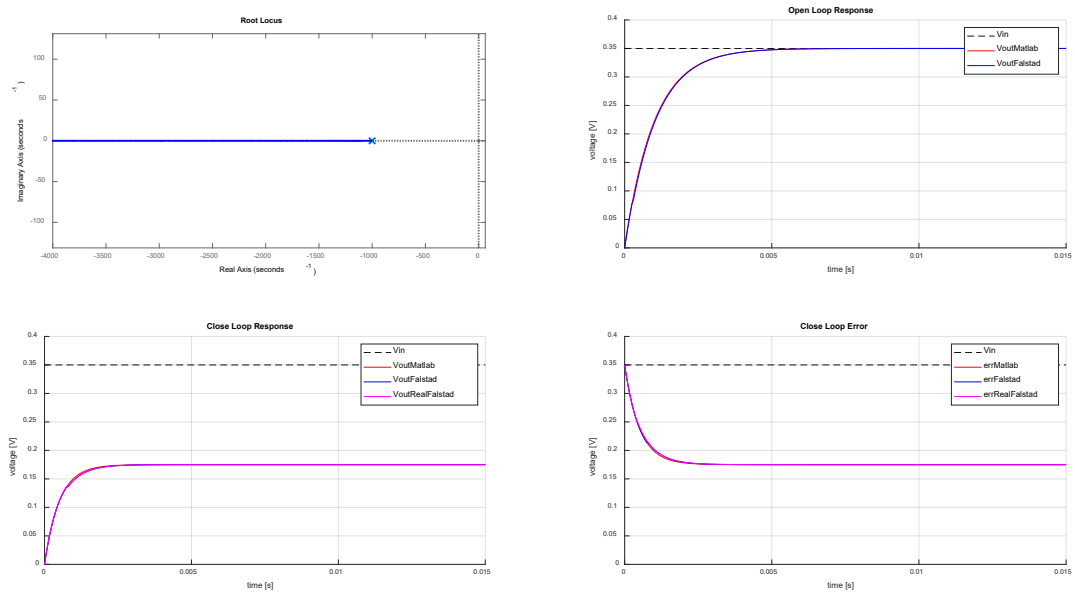 Root Locus
100
50
0
-50
-100
-4000 -3500 -3000 -2500 -2000 -1500 -1000 -500 0
Imaginary Axis (seconds -1 )
Real Axis (seconds -1 )
Open Loop Response
0.4
0.35
0.3
0.25
0.2
0.15
0.1
0.05
0
0 0.005 0.01 0.015
voltage [V]
time [s]
Vin
VoutMatlab
VoutFalstad
Close Loop Response
0.4
0.35
0.3
0.25
0.2
0.15
0.1
0.05
0
0 0.005 0.01 0.015
voltage [V]
time [s]
Vin
VoutMatlab
VoutFalstad
VoutRealFalstad
Close Loop Error
0.4
0.35
0.3
0.25
0.2
0.15
0.1
0.05
0
0 0.005 0.01 0.015
voltage [V]
time [s]
Vin
errMatlab
errFalstad
errRealFalstad